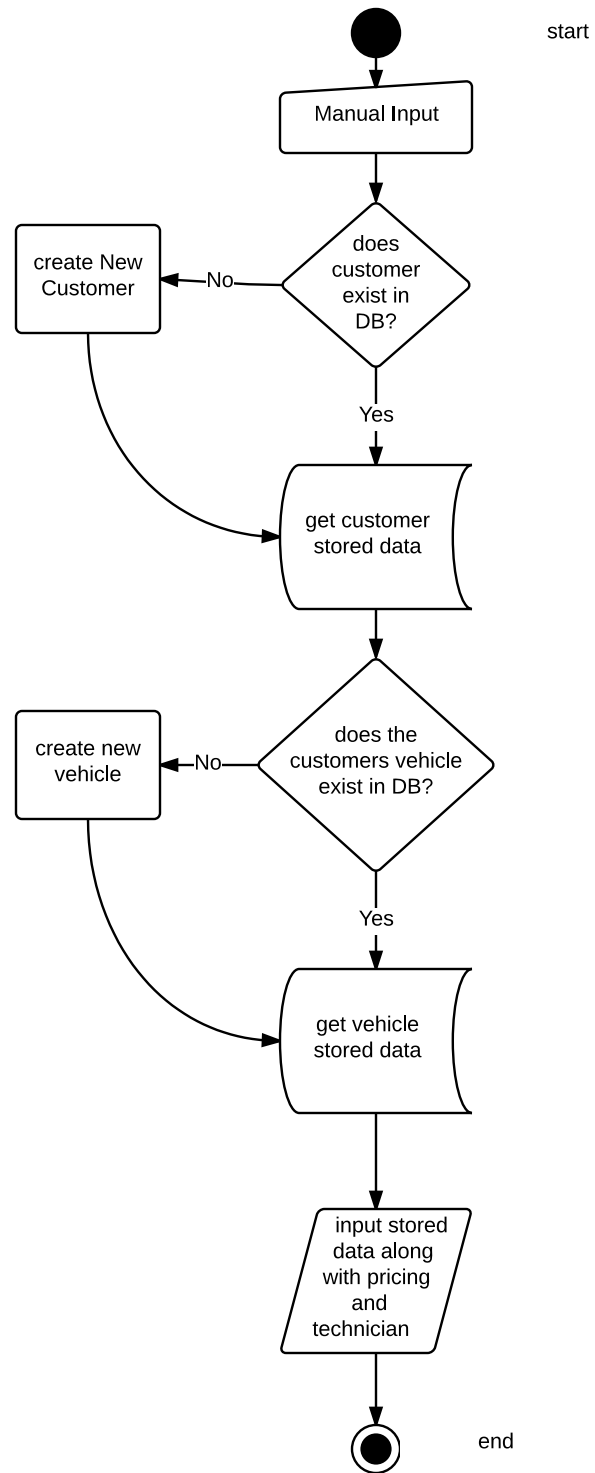 start
Manual Input
does
customer
exist in
DB?
No
create New
Customer
Yes
get customer
stored data
does the
customers vehicle
exist in DB?
No
create new
vehicle
Yes
get vehicle
stored data
input stored
data along
with pricing
and
technician
end